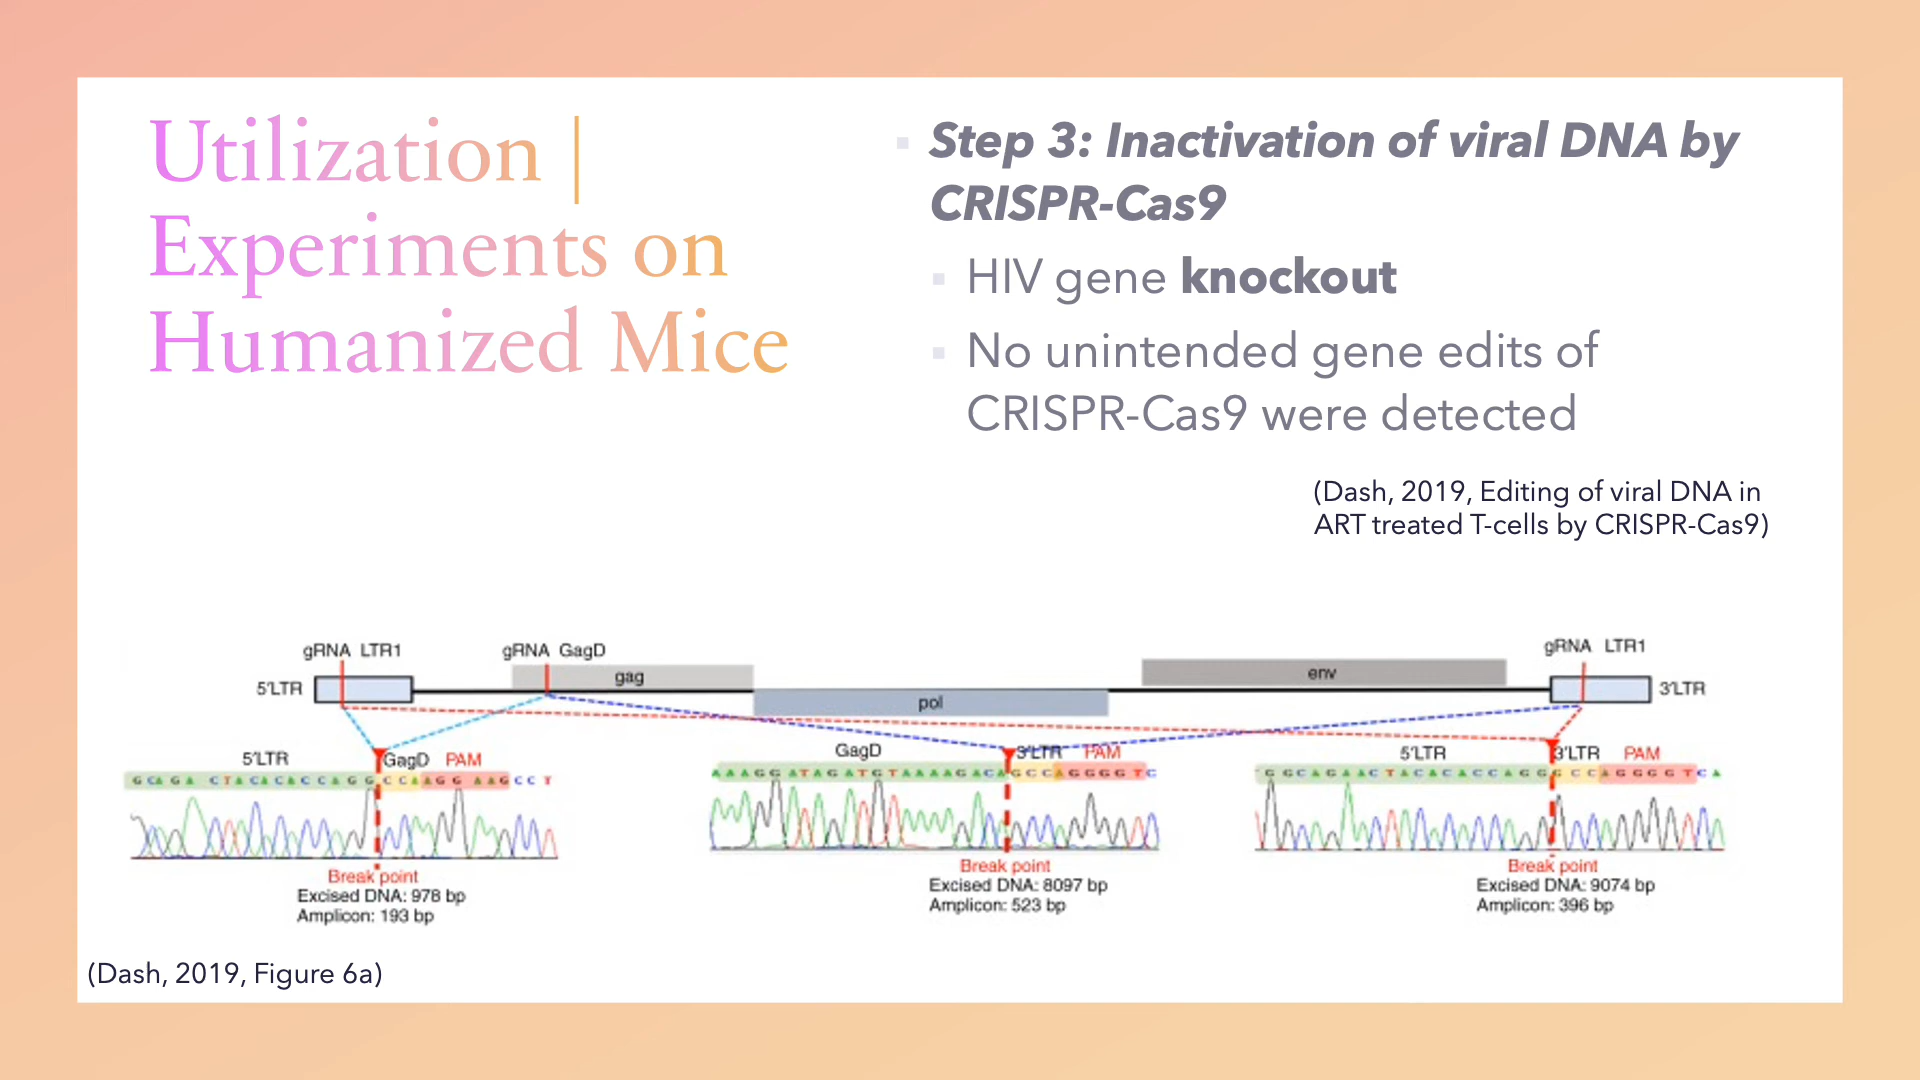 Utilization |
Experiments on
Humanized Mice
Step 3: Inactivation of viral DNA by
CRISPR-Cas9
HIV gene knockout
No unintended gene edits of
CRISPR-Cas9 were detected
(Dash, 2019, Editing of viral DNA in
ART treated T-cells by CRISPR-Cas9)
gRNA LTR1
gRNA GagD
gRNA LTR1
5'LTR
gag
pol
env
3'LTR
5'LTR GagD PAM
GCAGA CTACACACCAGGCCAAGG AAGCCT
Break point
Excised DNA: 978 bp
Amplicon: 193 bp
GagD 3'LTR PAM
AAAGGATAGATGTAAAAGACAGCCAGGGGTC
Break point
Excised DNA: 8097 bp
Amplicon: 523 bp
5'LTR 3'LTR PAM
GGCAGAACTACACACCAGGGCCAGGGGTCA
Break point
Excised DNA: 9074 bp
Amplicon: 396 bp
(Dash, 2019, Figure 6a)